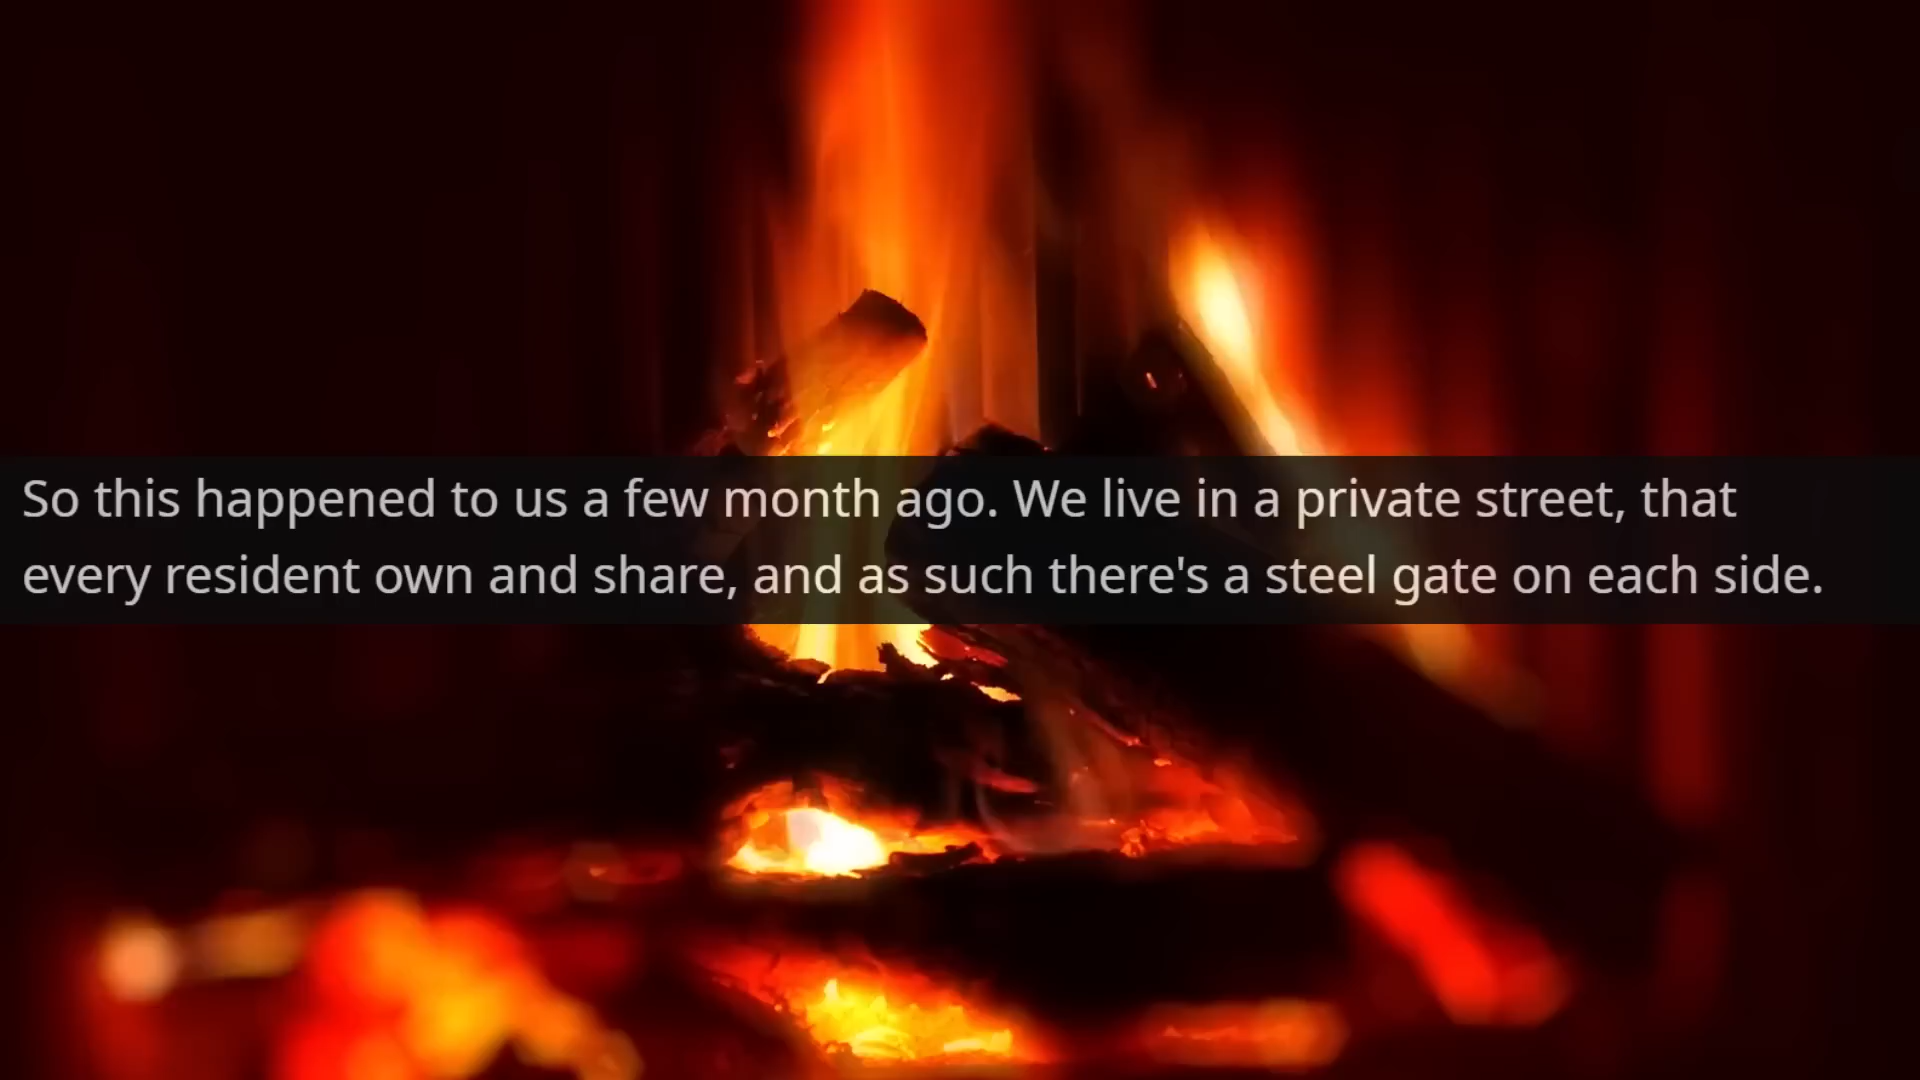 So this happened to us a few month ago. We live in a private street, that
every resident own and share, and as such there's a steel gate on each side.